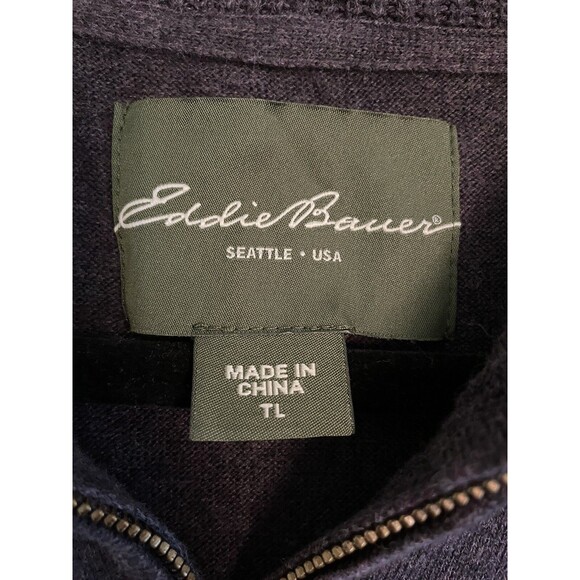 Eddie Bauer®
SEATTLE • USA
MADE IN
CHINA
TL